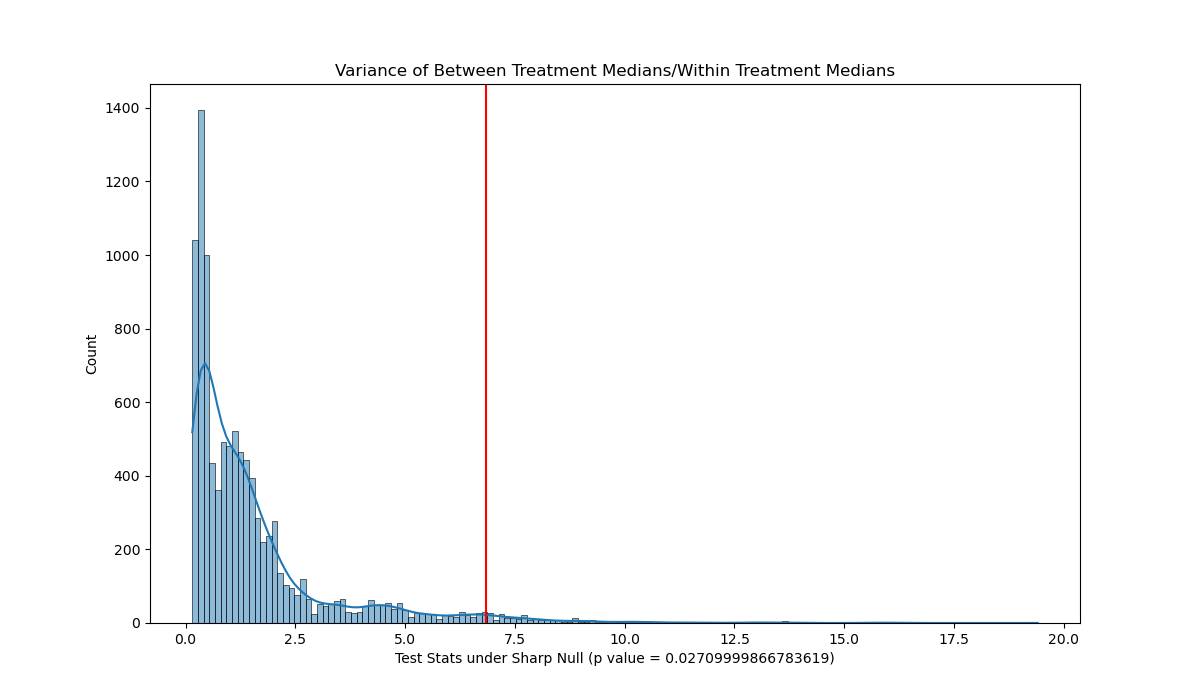 Variance of Between Treatment Medians/Within Treatment Medians
1400
1200
1000
800
600
400
200
0
Count
0.0 2.5 5.0 7.5 10.0 12.5 15.0 17.5 20.0
Test Stats under Sharp Null (p value = 0.02709999866783619)